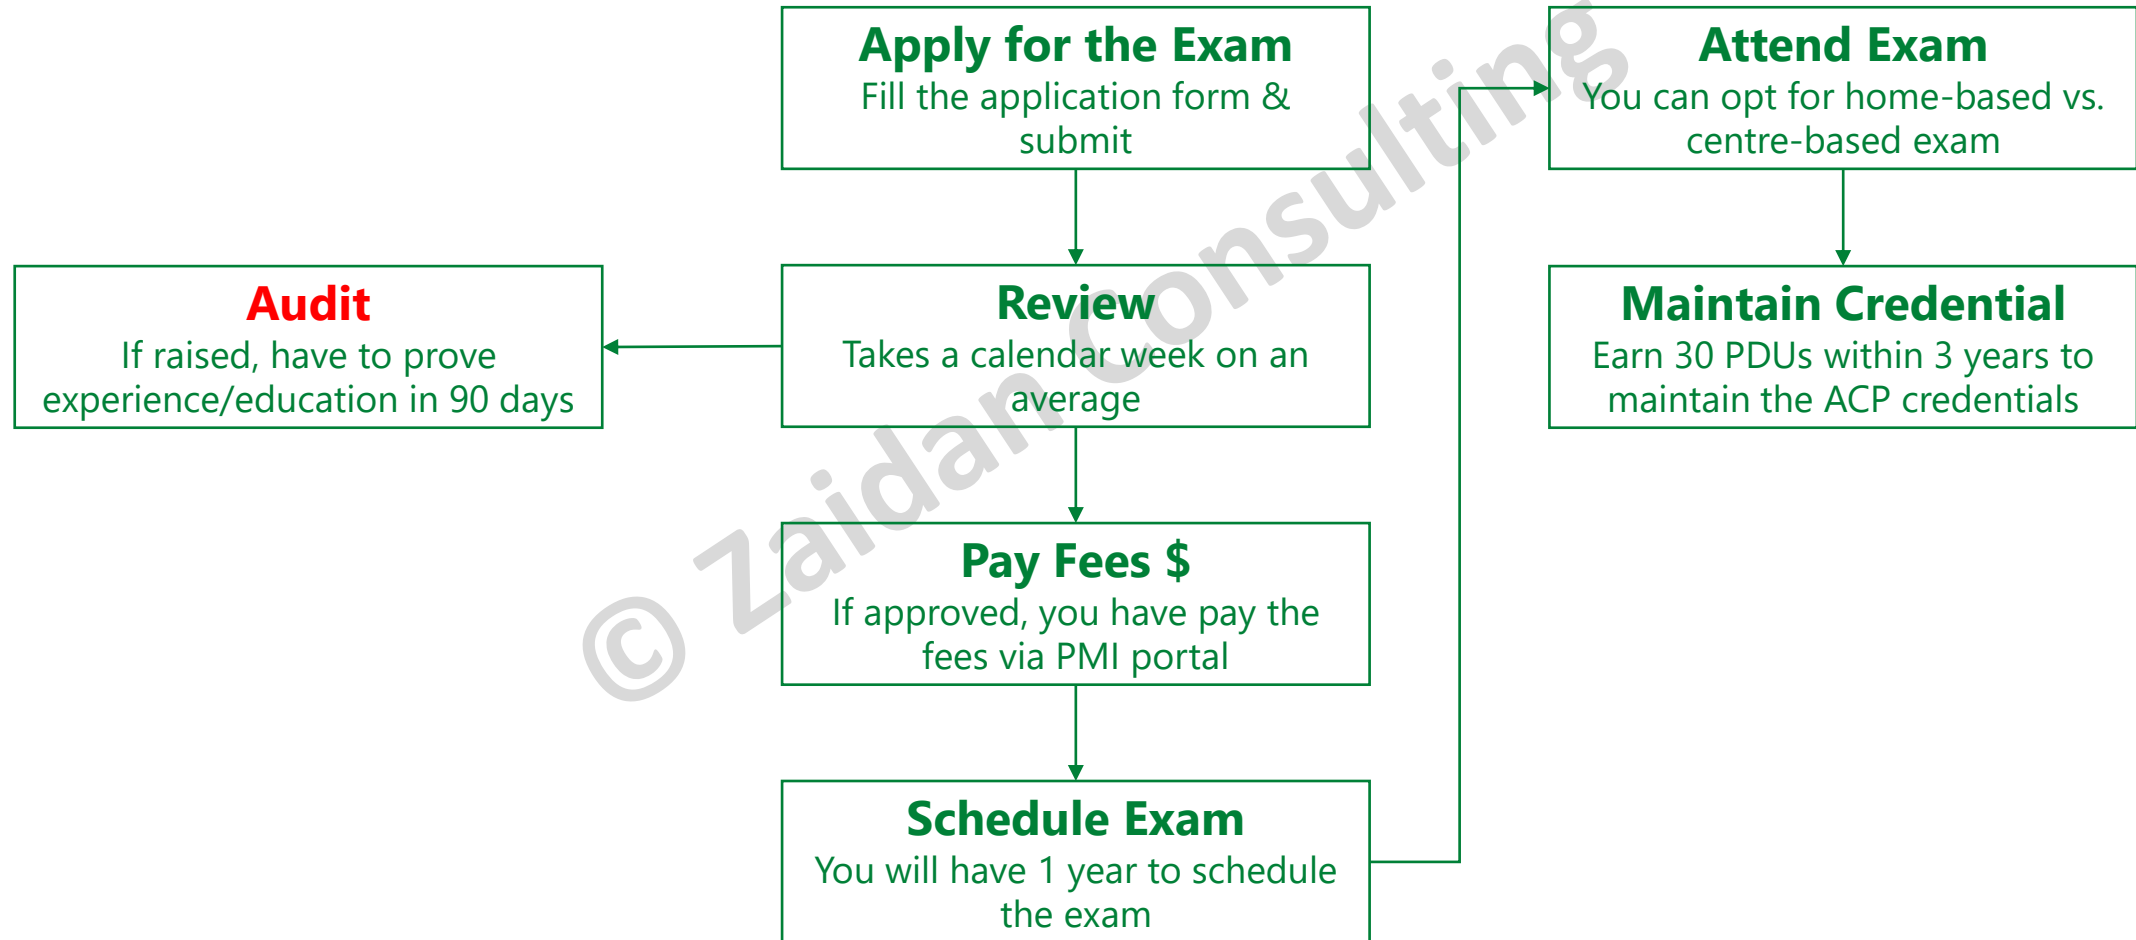 Apply for the Exam
Fill the application form &
submit
Attend Exam
You can opt for home-based vs.
centre-based exam
Audit
If raised, have to prove
experience/education in 90 days
Review
Takes a calendar week on an
average
Maintain Credential
Earn 30 PDUs within 3 years to
maintain the ACP credentials
Pay Fees $
If approved, you have pay the
fees via PMI portal
Schedule Exam
You will have 1 year to schedule
the exam
© Zaidan Consulting